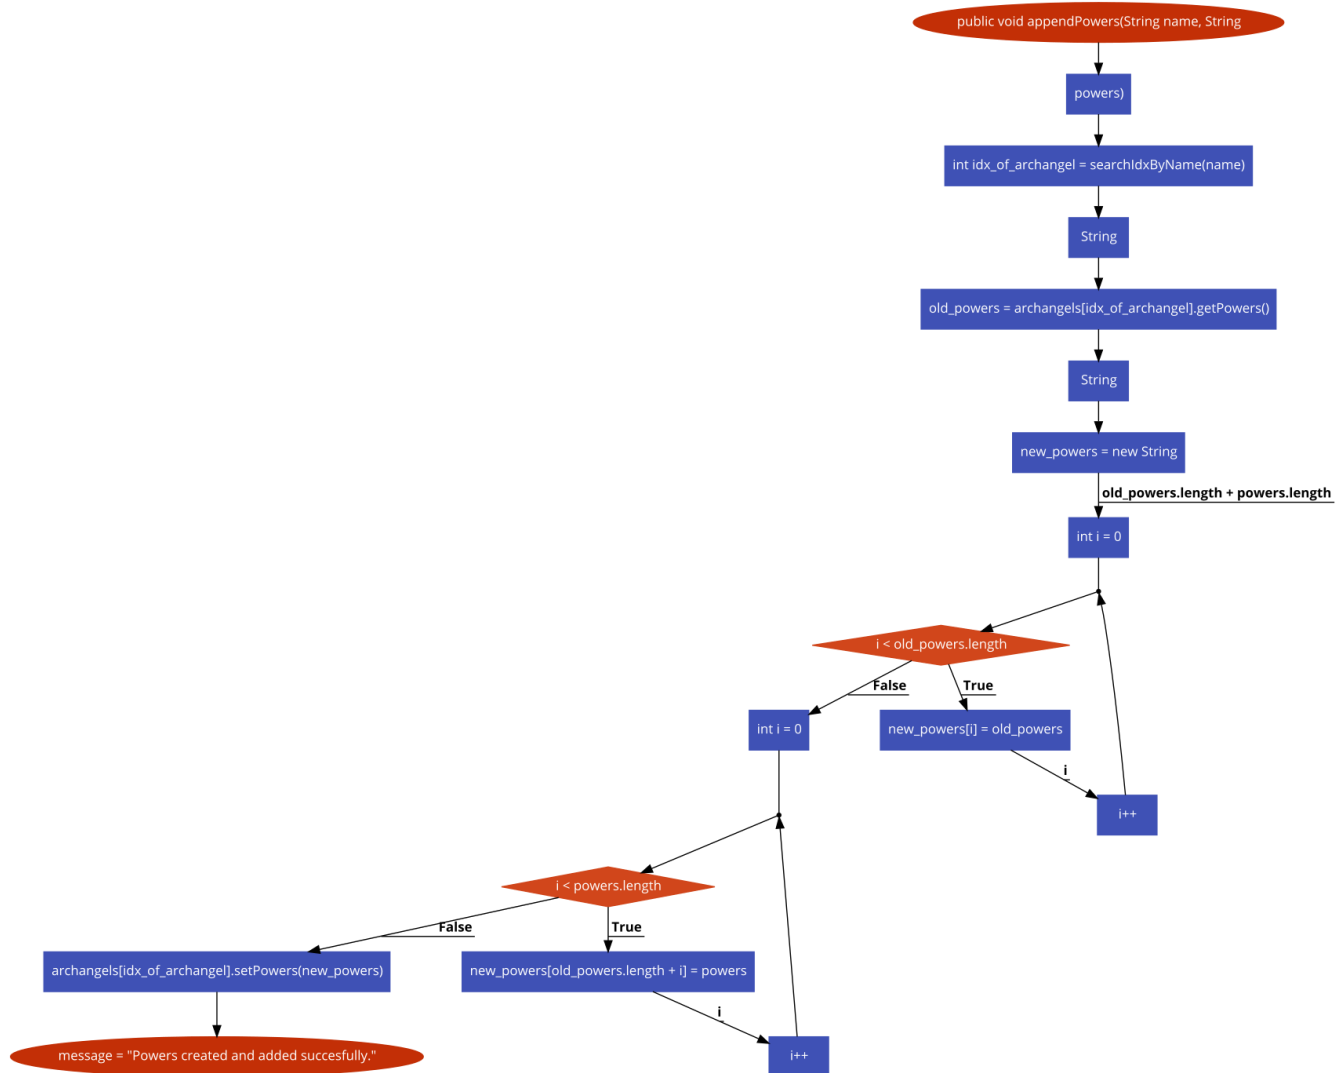 public void appendPowers(String name, String
powers)
int idx_of_archangel = searchIdxByName(name)
String
old_powers = archangels[idx_of_archangel].getPowers()
String
new_powers = new String
old_powers.length + powers.length
int i = 0
i < old_powers.length
False
True
int i = 0
new_powers[i] = old_powers
i
i++
i < powers.length
False
True
archangels[idx_of_archangel].setPowers(new_powers)
new_powers[old_powers.length + i] = powers
i
message = "Powers created and added succesfully."
i++